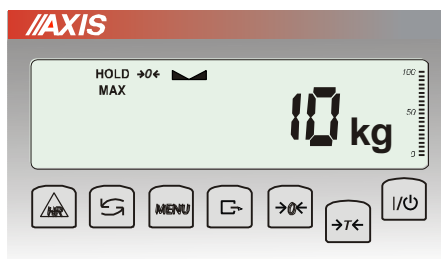 //AXIS
HOLD →0←
MAX
100
50
0
10 kg
HR
MENU
→0←
→T←
I/⏻